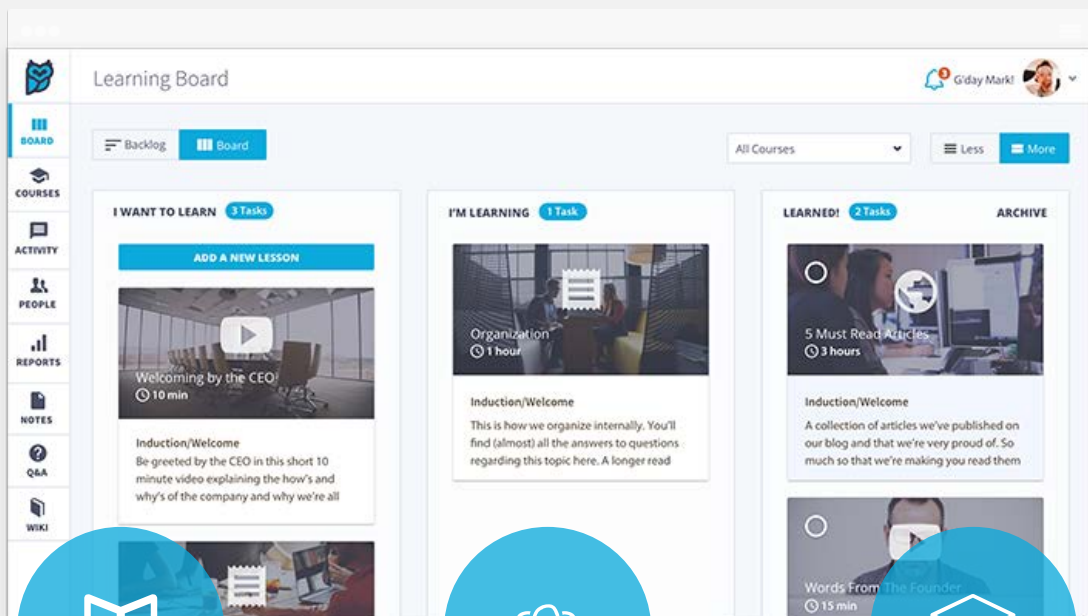 Learning Board
3
G'day Mark!
BOARD
COURSES
ACTIVITY
PEOPLE
REPORTS
NOTES
Q&A
WIKI
Backlog
Board
All Courses
Less
More
I WANT TO LEARN 3 Tasks
ADD A NEW LESSON
Welcoming by the CEO
10 min
Induction/Welcome
Be greeted by the CEO in this short 10
minute video explaining the how's and
why's of the company and why we're all
I'M LEARNING 1 Task
Organization
1 hour
Induction/Welcome
This is how we organize internally. You'll
find (almost) all the answers to questions
regarding this topic here. A longer read
LEARNED! 2 Tasks ARCHIVE
5 Must Read Articles
3 hours
Induction/Welcome
A collection of articles we've published on
our blog and that we're very proud of. So
much so that we're making you read them
Words From The Founder
15 min